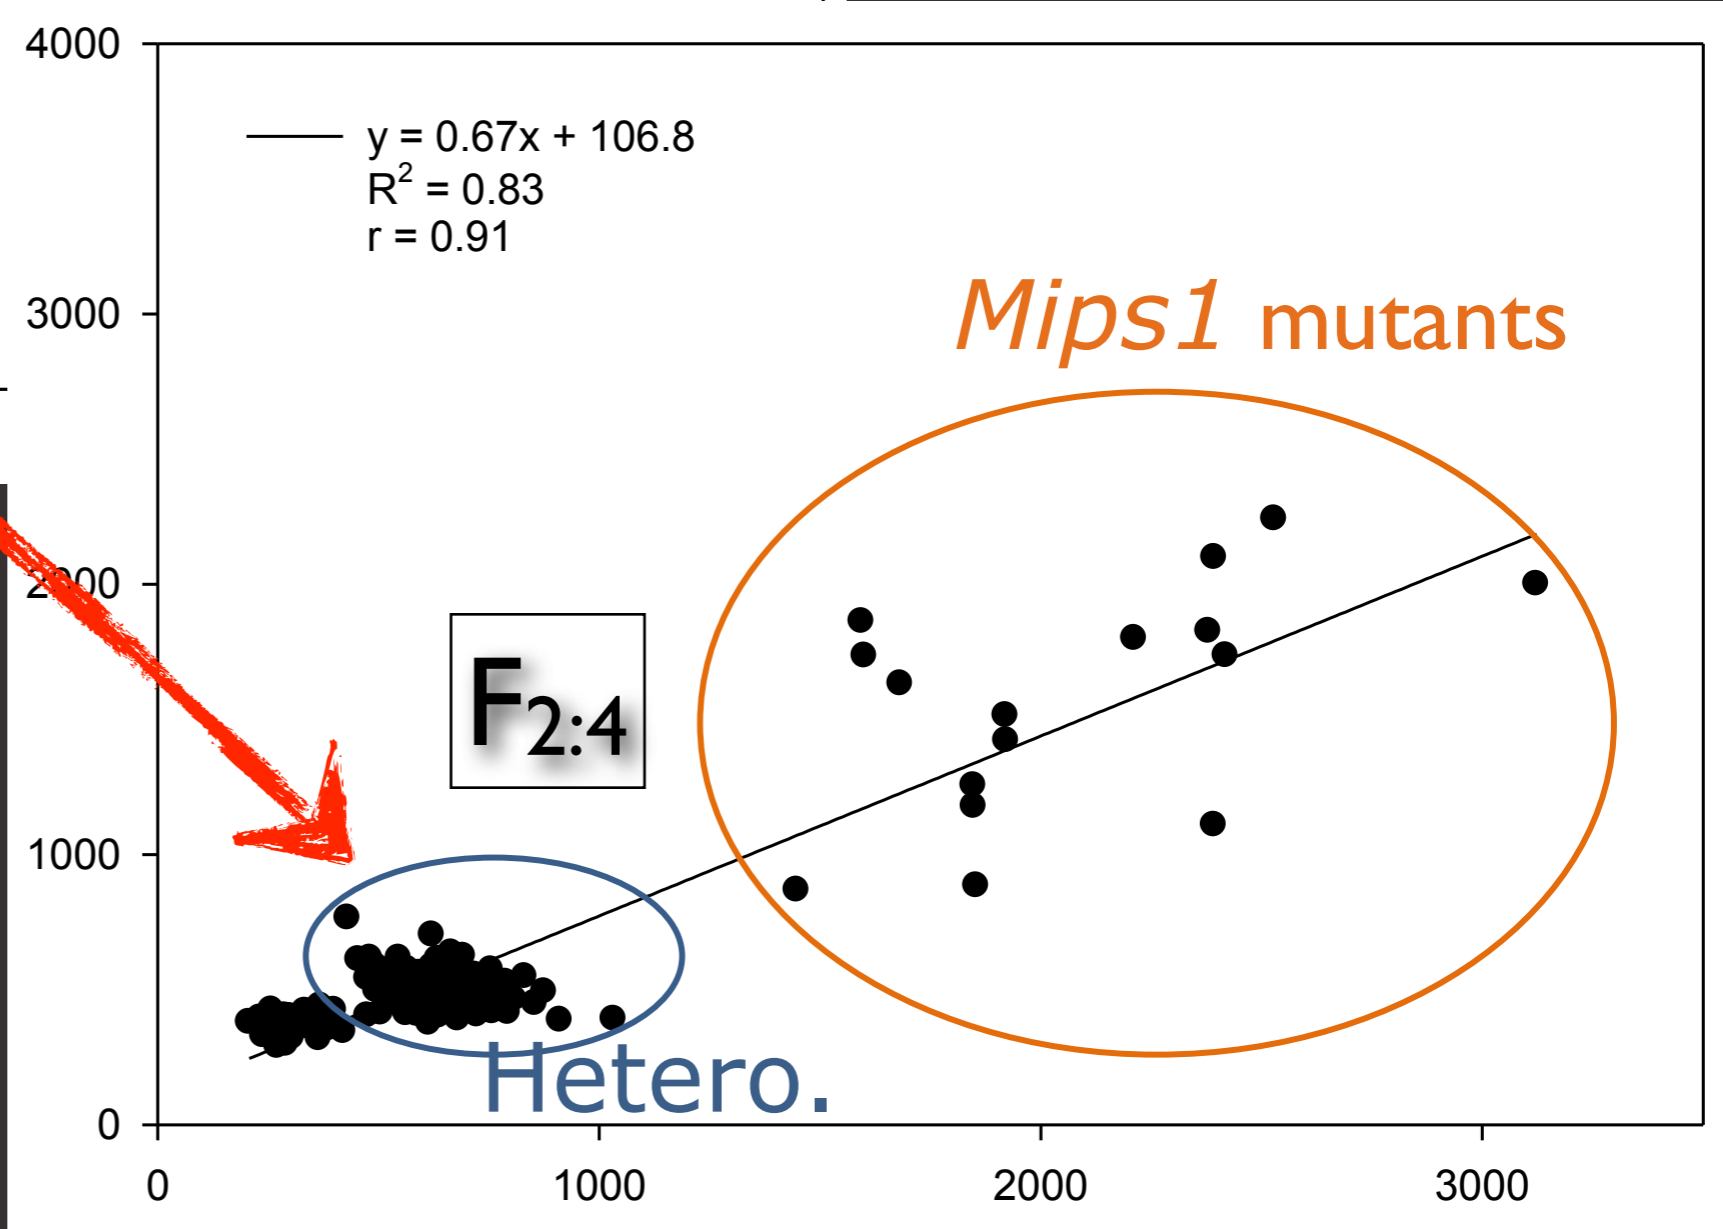 4000
y = 0.67x + 106.8
R² = 0.83
r = 0.91
3000
Mips1 mutants
2000
F2:4
1000
Hetero.
0
0 1000 2000 3000